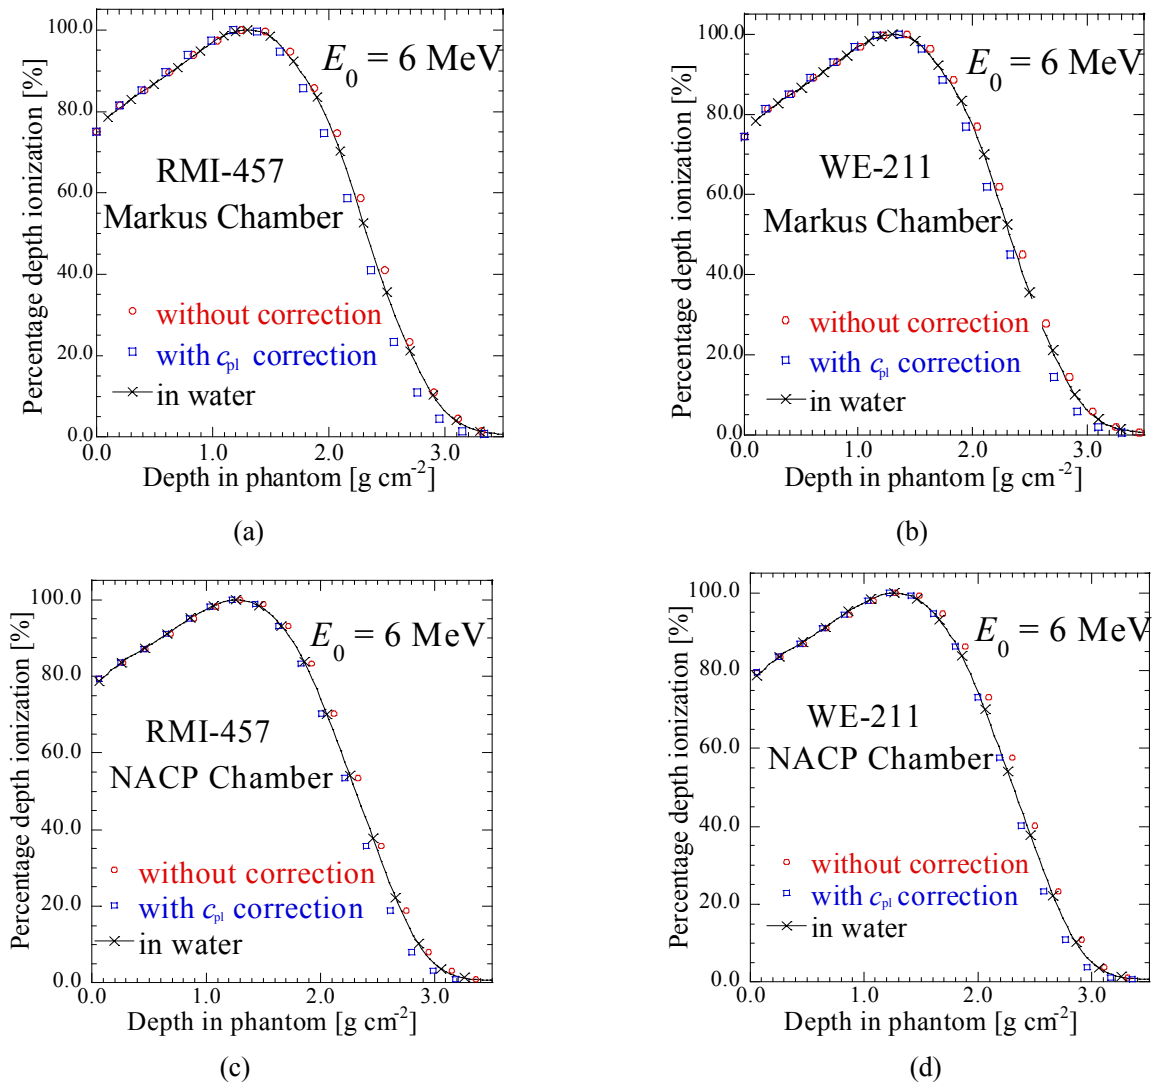 100.0
80.0
60.0
40.0
20.0
0.0
Percentage depth ionization [%]
E₀ = 6 MeV
RMI-457
Markus Chamber
without correction
with cₚₗ correction
in water
0.0 1.0 2.0 3.0
Depth in phantom [g cm⁻²]
(a)
100.0
80.0
60.0
40.0
20.0
0.0
Percentage depth ionization [%]
E₀ = 6 MeV
WE-211
Markus Chamber
without correction
with cₚₗ correction
in water
0.0 1.0 2.0 3.0
Depth in phantom [g cm⁻²]
(b)
100.0
80.0
60.0
40.0
20.0
0.0
Percentage depth ionization [%]
E₀ = 6 MeV
RMI-457
NACP Chamber
without correction
with cₚₗ correction
in water
0.0 1.0 2.0 3.0
Depth in phantom [g cm⁻²]
(c)
100.0
80.0
60.0
40.0
20.0
0.0
Percentage depth ionization [%]
E₀ = 6 MeV
WE-211
NACP Chamber
without correction
with cₚₗ correction
in water
0.0 1.0 2.0 3.0
Depth in phantom [g cm⁻²]
(d)